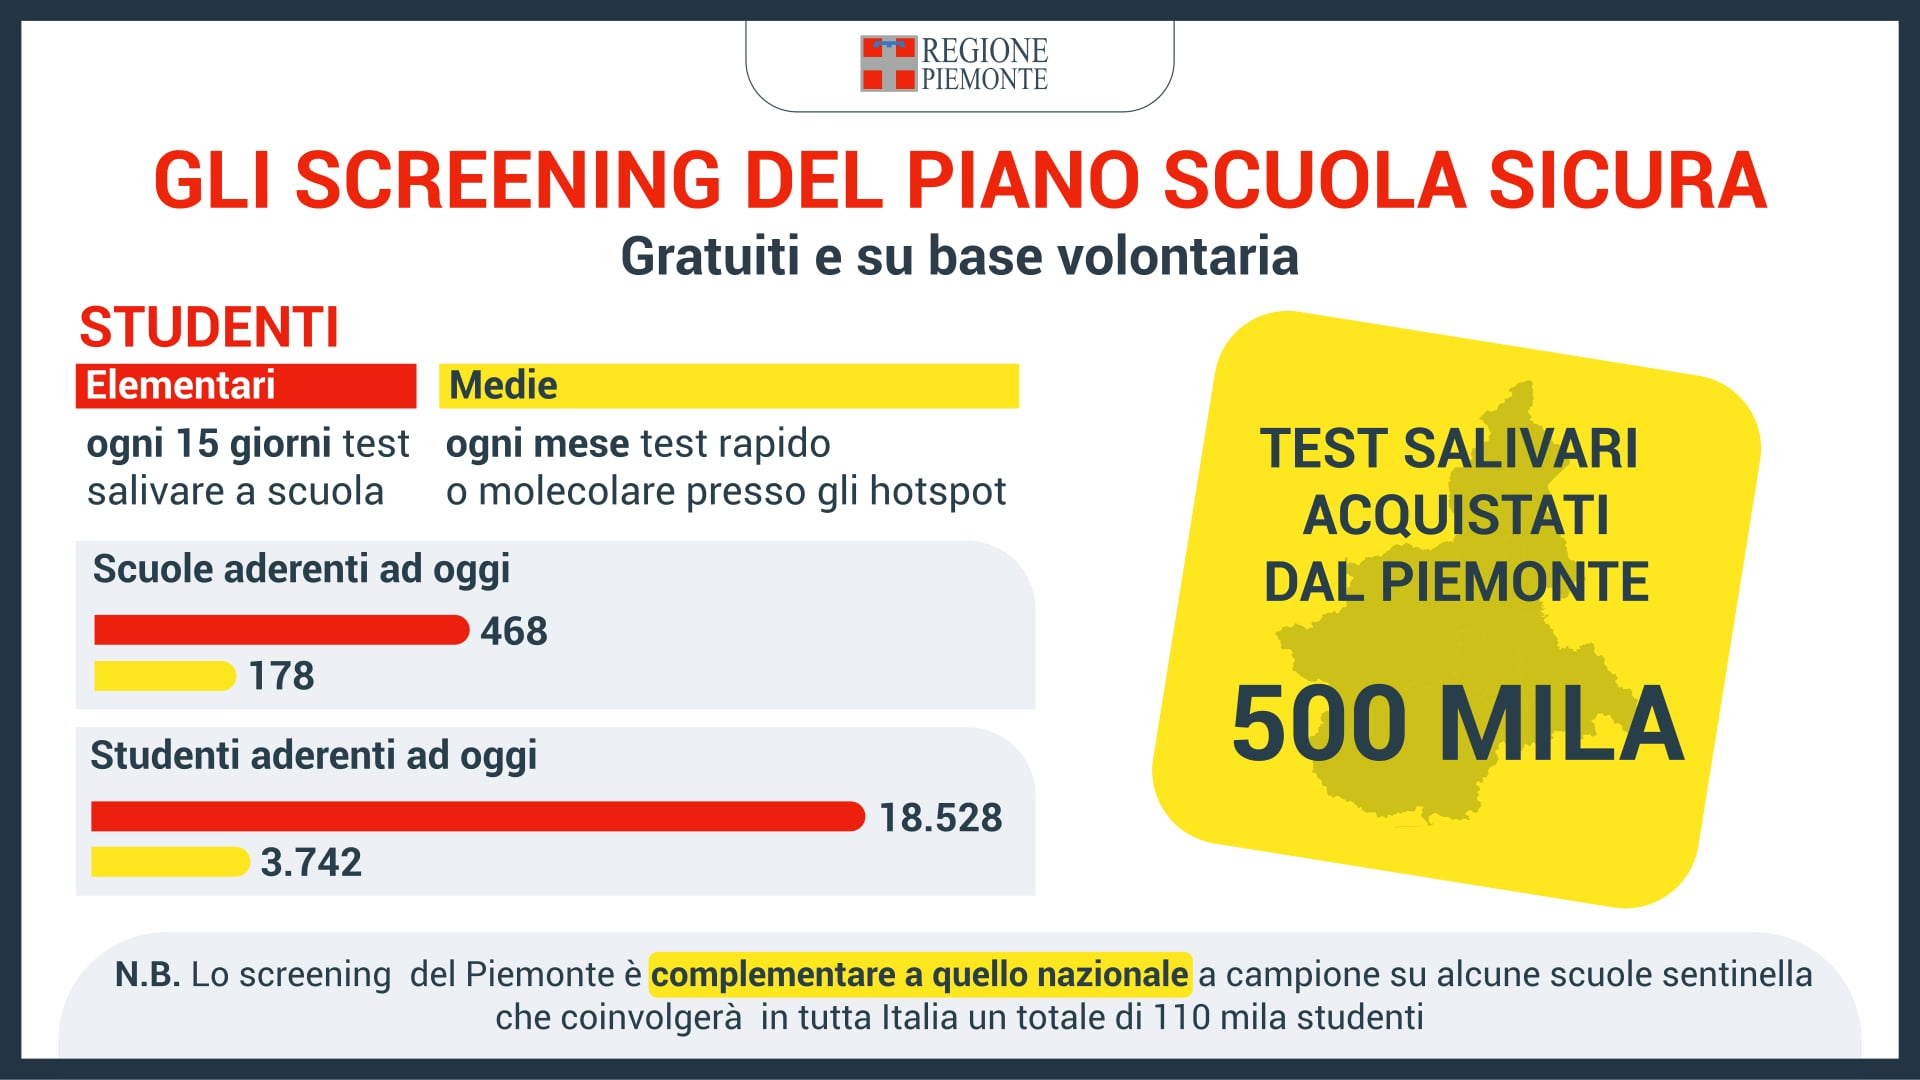 REGIONE
PIEMONTE
GLI SCREENING DEL PIANO SCUOLA SICURA
Gratuiti e su base volontaria
STUDENTI
Elementari
ogni 15 giorni test
salivare a scuola
Medie
ogni mese test rapido
o molecolare presso gli hotspot
Scuole aderenti ad oggi
468
178
Studenti aderenti ad oggi
18.528
3.742
TEST SALIVARI
ACQUISTATI
DAL PIEMONTE
500 MILA
N.B. Lo screening del Piemonte è complementare a quello nazionale a campione su alcune scuole sentinella
che coinvolgerà in tutta Italia un totale di 110 mila studenti